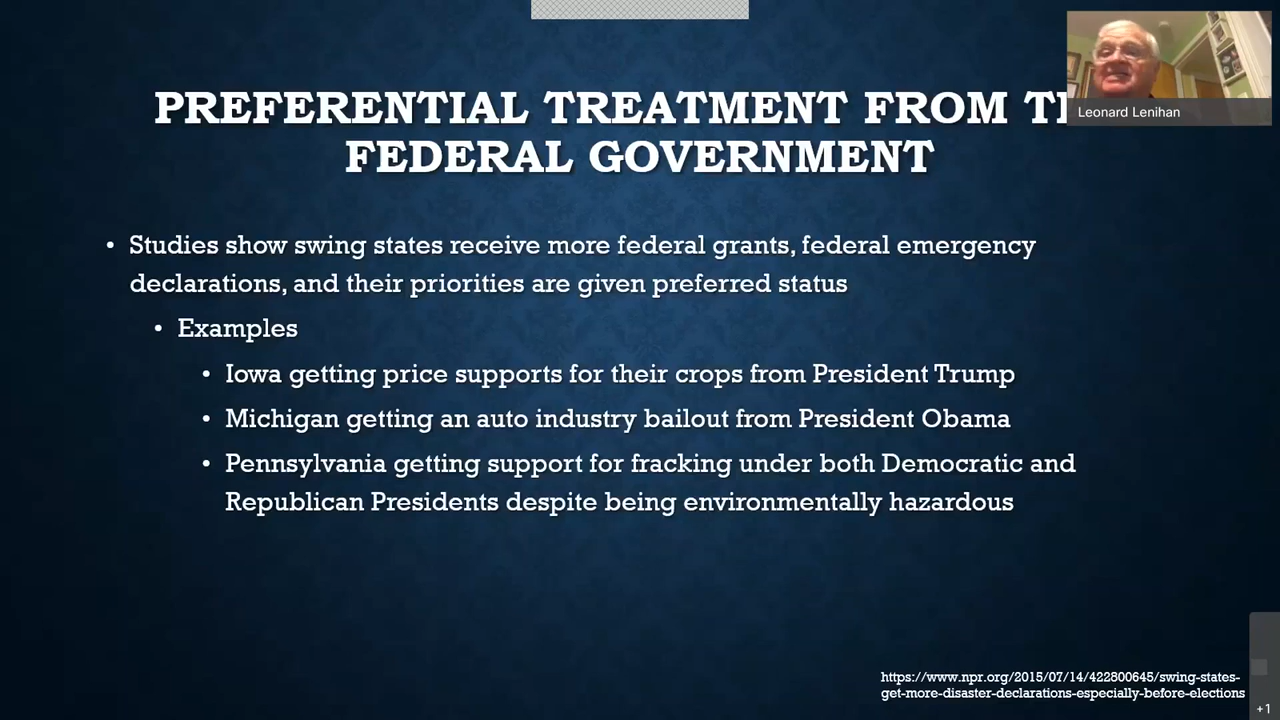 PREFERENTIAL TREATMENT FROM
FEDERAL GOVERNMENT
Leonard Lenihan
• Studies show swing states receive more federal grants, federal emergency
declarations, and their priorities are given preferred status
• Examples
• Iowa getting price supports for their crops from President Trump
• Michigan getting an auto industry bailout from President Obama
• Pennsylvania getting support for fracking under both Democratic and
Republican Presidents despite being environmentally hazardous
https://www.npr.org/2015/07/14/422800645/swing-states-
get-more-disaster-declarations-especially-before-elections
+1